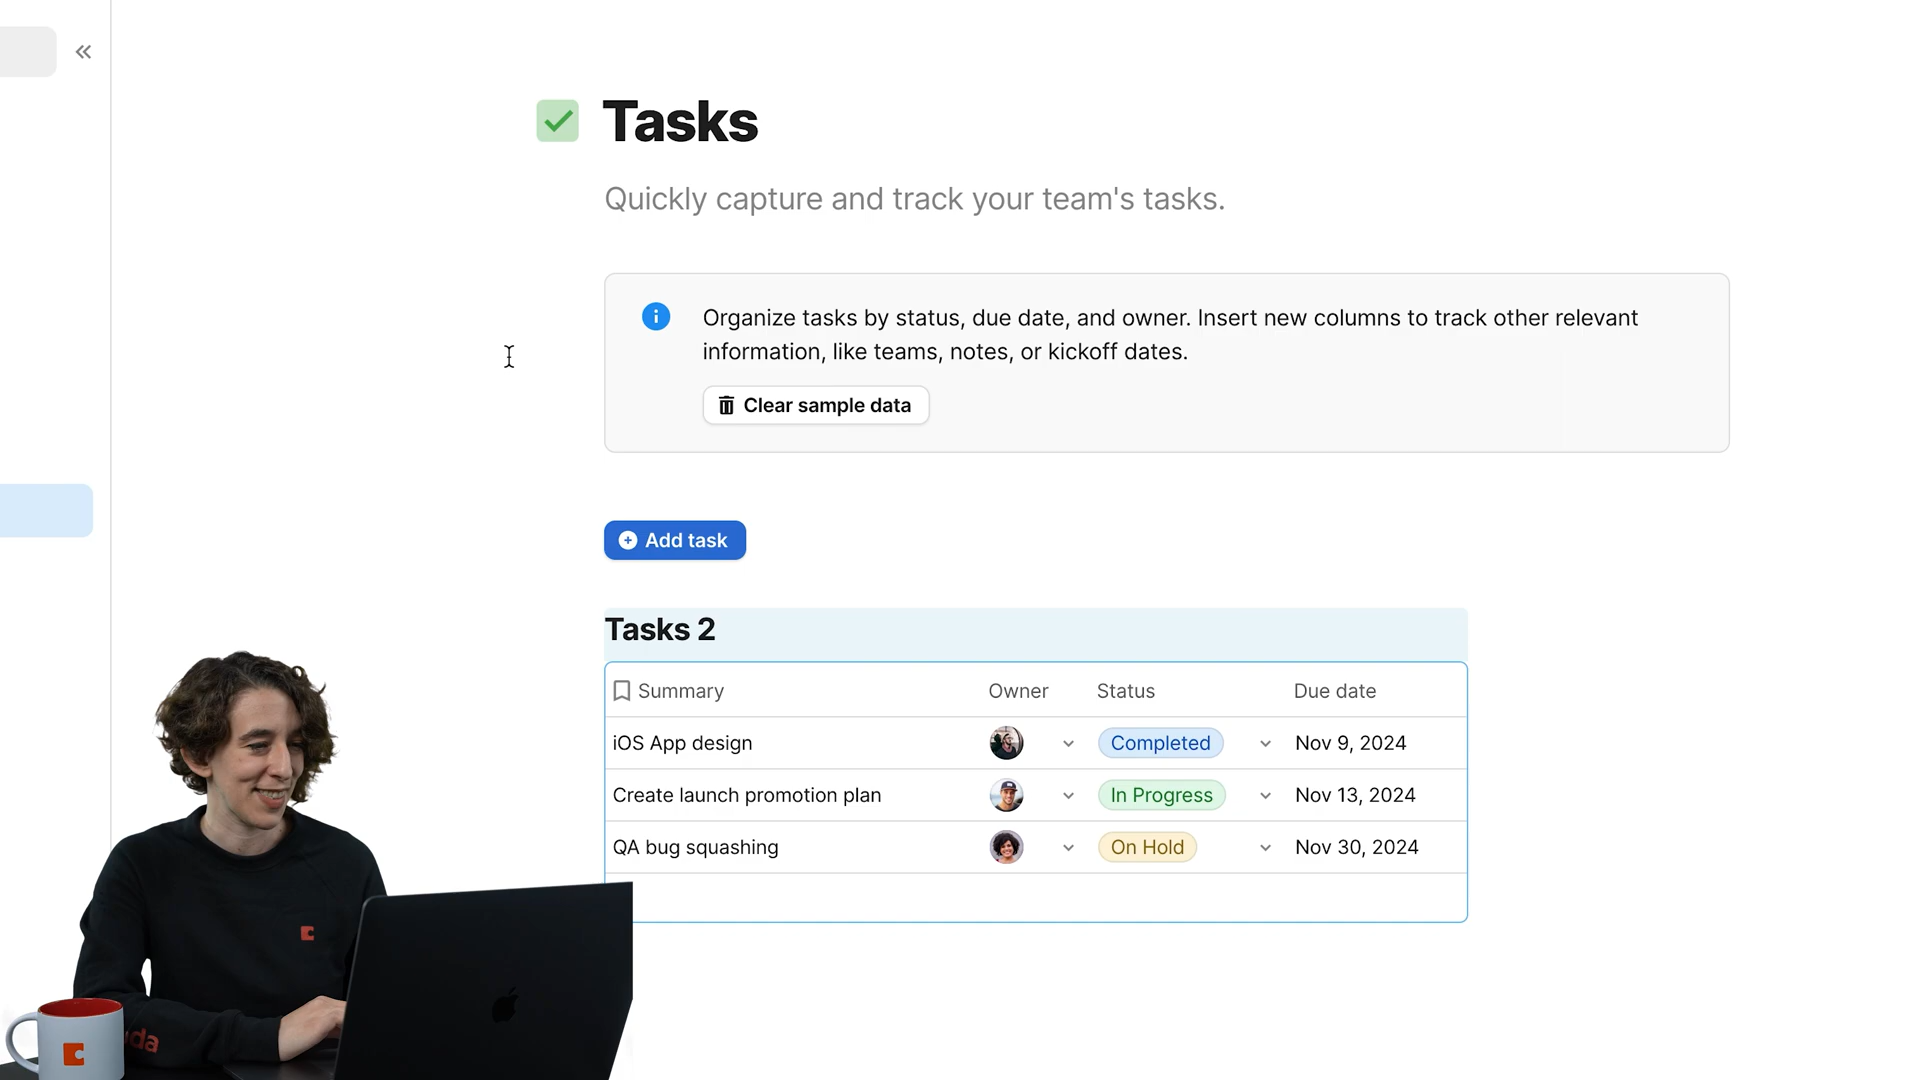 Tasks
Quickly capture and track your team's tasks.
Organize tasks by status, due date, and owner. Insert new columns to track other relevant
information, like teams, notes, or kickoff dates.
Clear sample data
Add task
Tasks 2
Summary Owner Status Due date
iOS App design Completed Nov 9, 2024
Create launch promotion plan In Progress Nov 13, 2024
QA bug squashing On Hold Nov 30, 2024